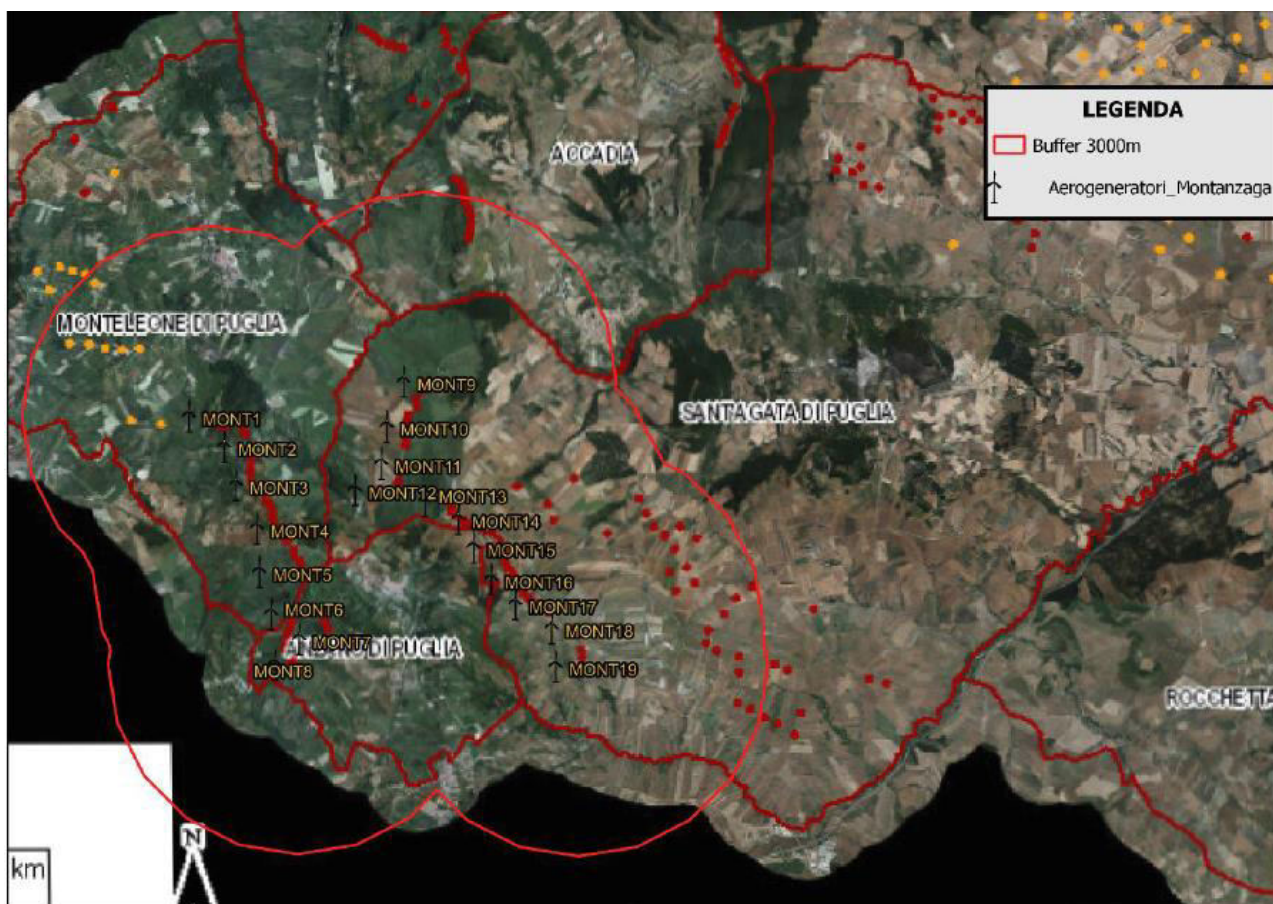 ACCADIA
LEGENDA
Buffer 3000m
Aerogeneratori_Montanzaga
MONTELEONE DI PUGLIA
SANT'AGATA DI PUGLIA
MONT9
MONT1
MONT10
MONT2
MONT11
MONT3
MONT12
MONT13
MONT14
MONT4
MONT15
MONT5
MONT16
MONT6
MONT17
MONT18
MONT7
DI PUGLIA
MONT8
MONT19
ROCCHETTA
N
km